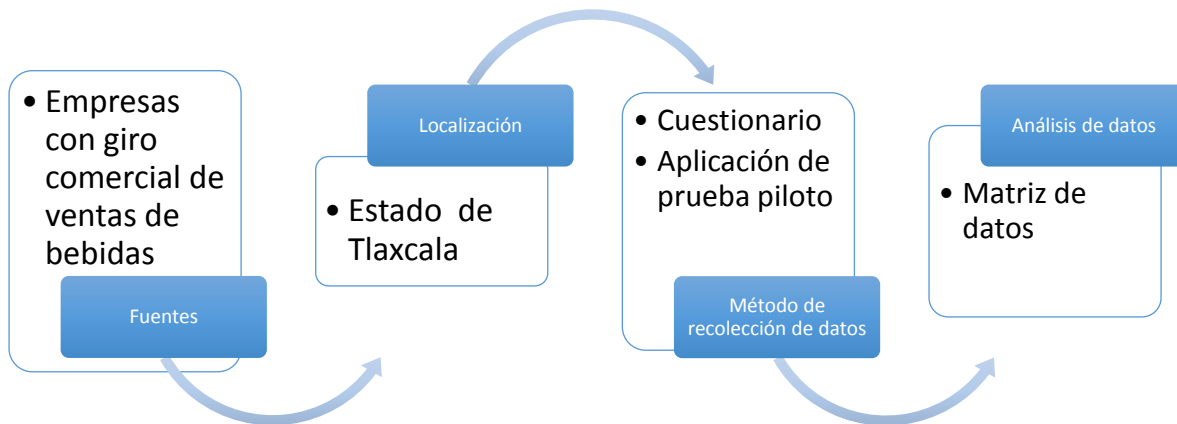 • Empresas
con giro
comercial de
ventas de
bebidas
Fuentes
Localización
• Estado de
Tlaxcala
• Cuestionario
• Aplicación de
prueba piloto
Método de
recolección de datos
Análisis de datos
• Matriz de
datos